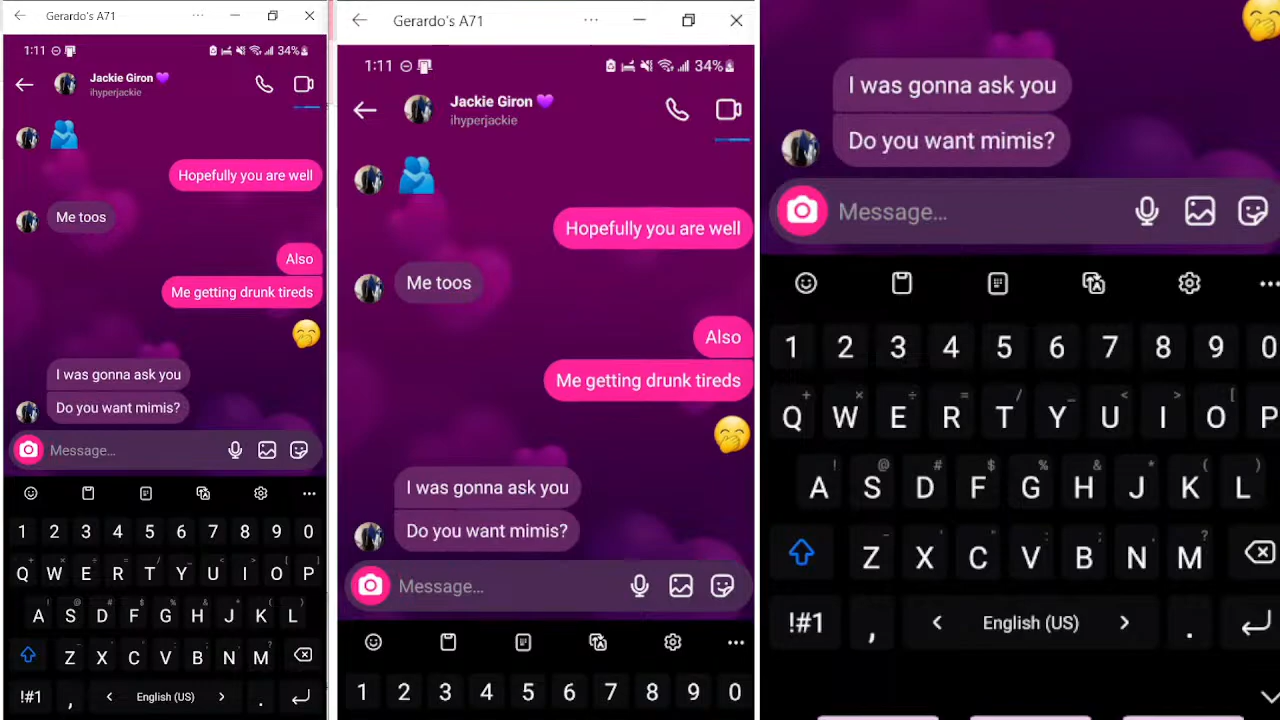 Gerardo's A71
1:11
34%
Jackie Giron 💜
ihyperjackie
Hopefully you are well
Me toos
Also
Me getting drunk tireds
I was gonna ask you
Do you want mimis?
Message...
1 2 3 4 5 6 7 8 9 0
Q W E R T Y U I O P
A S D F G H J K L
Z X C V B N M
!#1 , < English (US) > .
Gerardo's A71
1:11
34%
Jackie Giron 💜
ihyperjackie
Hopefully you are well
Me toos
Also
Me getting drunk tireds
I was gonna ask you
Do you want mimis?
Message...
1 2 3 4 5 6 7 8 9 0
I was gonna ask you
Do you want mimis?
Message...
1 2 3 4 5 6 7 8 9 0
+ × ÷ = / _ < > [
Q W E R T Y U I O P
! @ # $ % & * ( )
A S D F G H J K L
- ' " : ; , ?
Z X C V B N M
!#1 , < English (US) > .